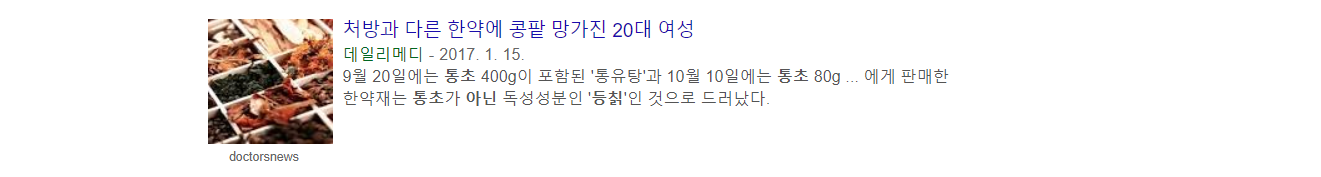 처방과 다른 한약에 콩팥 망가진 20대 여성
데일리메디 - 2017. 1. 15.
9월 20일에는 통초 400g이 포함된 '통유탕'과 10월 10일에는 통초 80g ... 에게 판매한
한약재는 통초가 아닌 독성성분인 '등칡'인 것으로 드러났다.
doctorsnews